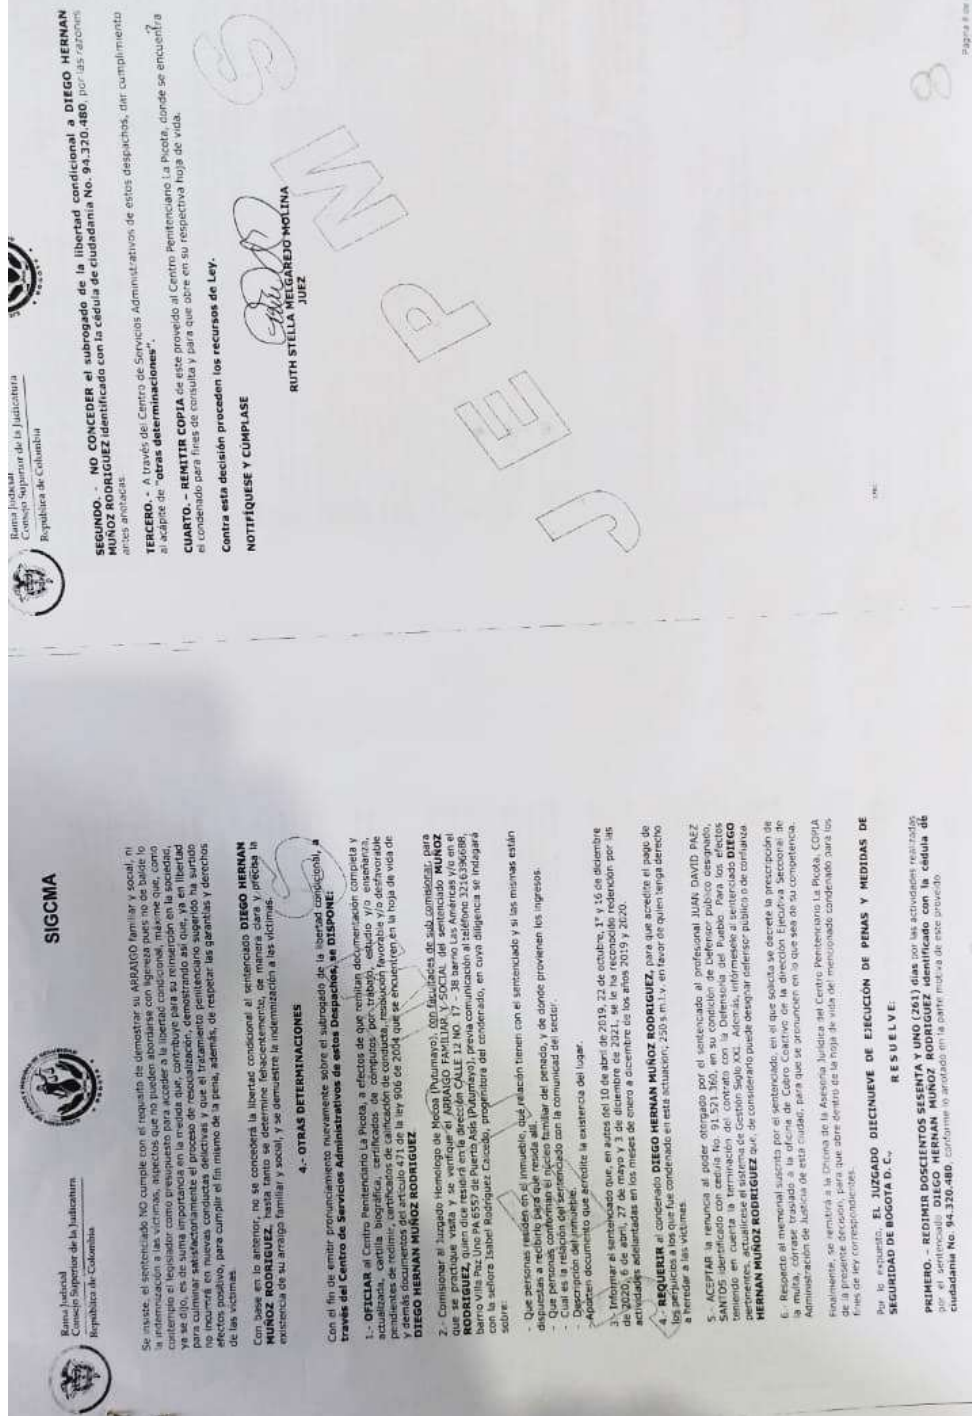 Rama Judicial
Consejo Superior de la Judicatura
República de Colombia
SIGCMA
Se insiste, el sentenciado NO cumple con el requisito de demostrar su ARRAIGO familiar y social, ni
la indemnización a las víctimas, aspectos que no pueden abordarse con ligereza pues no de balde lo
contempló el legislador como presupuesto para acceder a la libertad condicional, máxime que, como
ya se dijo, es de suma importancia en la medida que, contribuye para su reinserción en la sociedad,
para culminar satisfactoriamente el proceso de resocialización, demostrando así que, ya en libertad
no incurrirá en nuevas conductas delictivas y que el tratamiento penitenciario sugerido ha surtido
efectos positivo, para cumplir el fin mismo de la pena, además, de respetar las garantías y derechos
de las víctimas.
Con base en lo anterior, no se concederá la libertad condicional al sentenciado DIEGO HERNAN
MUÑOZ RODRIGUEZ, hasta tanto se determine fehacientemente, de manera clara y precisa la
existencia de su arraigo familiar y social, y se demuestre la indemnización a las víctimas.
4.- OTRAS DETERMINACIONES
Con el fin de emitir pronunciamiento nuevamente sobre el subrogado de la libertad condicional, a
través del Centro de Servicios Administrativos de estos Despachos, se DISPONE:
1.- OFICIAR al Centro Penitenciario La Picota, a efectos de que remitan documentación completa y
actualizada, cartilla biográfica, certificados de cómputos por trabajo, estudio y/o enseñanza,
pendientes de redimir, certificados de calificación de conducta, resolución favorable y/o desfavorable
y demás documentos del artículo 471 de la ley 906 de 2004 que se encuentren en la hoja de vida de
DIEGO HERNAN MUÑOZ RODRIGUEZ
2.- Comisionar al Juzgado Homologo de Mocoa (Putumayo), con facultades de sub comisionar, para
que se practique visita y se verifique el ARRAIGO FAMILIAR Y SOCIAL del sentenciado MUÑOZ
RODRIGUEZ, quien dice residirá en la dirección CALLE 12 NO. 17 - 38 barrio Las Américas y/o en el
barrio Villa Paz Uno PA 6557 de Puerto Asís (Putumayo), previa comunicación al teléfono 3216396688,
con la señora Isabel Rodríguez Caicedo, progenitora del condenado, en cuya diligencia se indagará
sobre:
- Que personas residen en el inmueble, qué relación tienen con el sentenciado y si las mismas están
dispuestas a recibirlo para que resida allí.
- Que personas conforman el núcleo familiar del penado, y de donde provienen los ingresos.
- Cual es la relación del sentenciado con la comunidad del sector.
- Descripción del inmueble.
-Aporten documento que acredite la existencia del lugar.
3.- Informar al sentenciado que, en autos del 10 de abril de 2019, 22 de octubre, 17 y 16 de diciembre
de 2020, 6 de abril, 27 de mayo y 3 de diciembre de 2021, se ha reconocido redención por las
actividades adelantadas en los meses de enero a diciembre de los años 2019 y 2020.
4.- REQUERIR al condenado DIEGO HERNAN MUÑOZ RODRIGUEZ, para que acredite el pago de
los perjuicios a los que fue condenado en esta actuación; 250 s.m.l.v. en favor de quien tenga derecho
a heredar a las víctimas
5.- ACEPTAR la renuncia al poder otorgado por el sentenciado al profesional JUAN DAVID PAEZ
SANTOS identificado con cedula No. 91.521.360, en su condición de Defensor público designado,
teniendo en cuenta la terminación del contrato con la Defensoría del Pueblo. Para los efectos
pertinentes, actualícese el sistema de Gestión Siglo XXI. Además, infórmesele al sentenciado DIEGO
HERNAN MUÑOZ RODRIGUEZ que, de considerarlo puede designar defensor público o de confianza.
6.- Respecto al memorial suscrito por el sentenciado, en el que solicita se decrete la prescripción de
la multa, córrase traslado a la oficina de Cobro Coactivo de la dirección Ejecutiva Seccional de
Administración de Justicia de esta ciudad, para que se pronuncien en lo que sea de su competencia.
Finalmente, se remitirá a la Oficina de la Asesoría Jurídica del Centro Penitenciario La Picota, COPIA
de la presente decisión para que obre dentro de la hoja de vida del mencionado condenado para los
fines de ley correspondientes.
Por lo expuesto, EL JUZGADO DIECINUEVE DE EJECUCIÓN DE PENAS Y MEDIDAS DE
SEGURIDAD DE BOGOTA D. C.,
R E S U E L V E:
PRIMERO. - REDIMIR DOSCIENTOS SESENTA Y UNO (261) días por las actividades realizadas
por el sentenciado DIEGO HERNAN MUÑOZ RODRIGUEZ identificado con la cédula de
ciudadanía No. 94.320.480, conforme lo anotado en la parte motiva de este proveído
Rama Judicial
Consejo Superior de la Judicatura
República de Colombia
SEGUNDO. - NO CONCEDER el subrogado de la libertad condicional a DIEGO HERNAN
MUÑOZ RODRIGUEZ identificado con la cédula de ciudadanía No. 94.320.480, por las razones
antes anotadas
TERCERO. - A través del Centro de Servicios Administrativos de estos despachos, dar cumplimiento
al acápite de "otras determinaciones".
CUARTO. - REMITIR COPIA de este proveído al Centro Penitenciario La Picota, donde se encuentra
el condenado para fines de consulta y para que obre en su respectiva hoja de vida.
Contra esta decisión proceden los recursos de Ley.
NOTIFÍQUESE Y CÚMPLASE
RUTH STELLA MELGAREJO MOLINA
JUEZ
J E P M S
8
Página 8 de